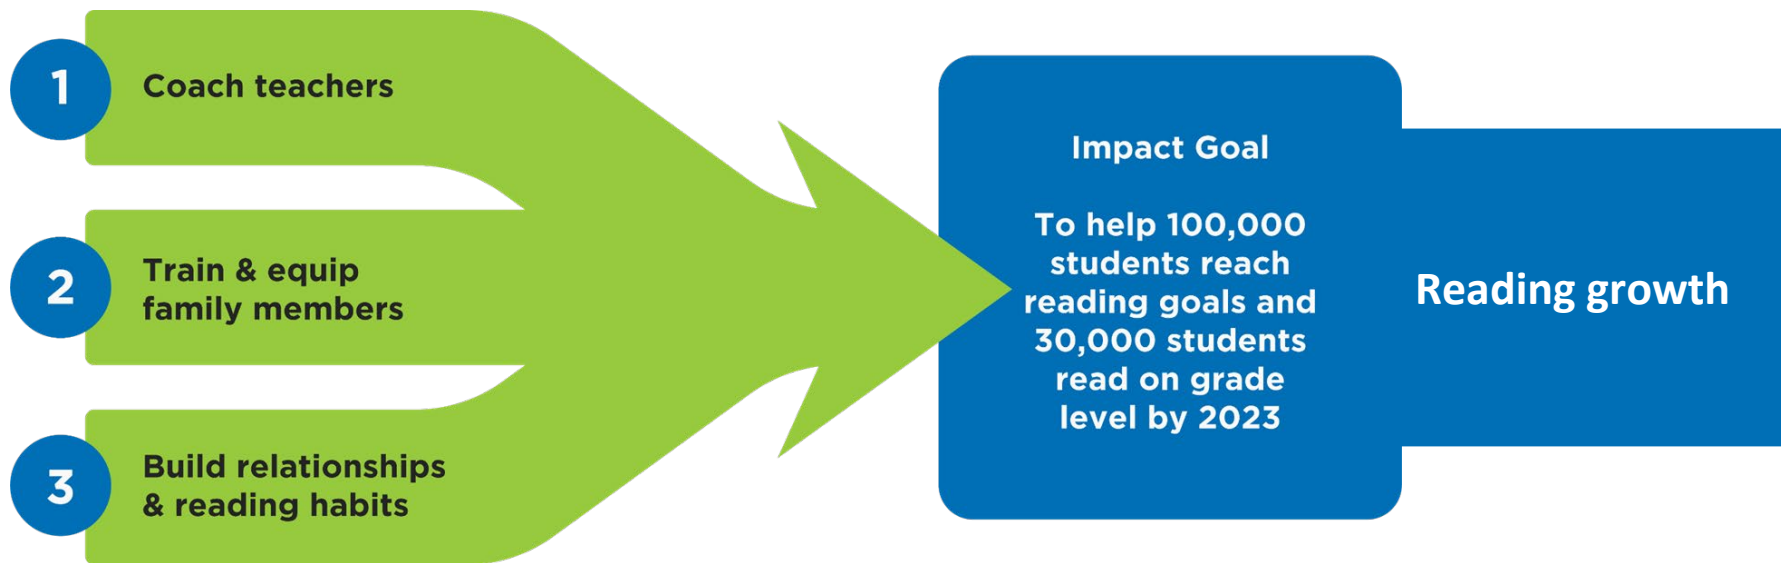 1
Coach teachers
2
Train & equip
family members
3
Build relationships
& reading habits
Impact Goal
To help 100,000
students reach
reading goals and
30,000 students
read on grade
level by 2023
Reading growth